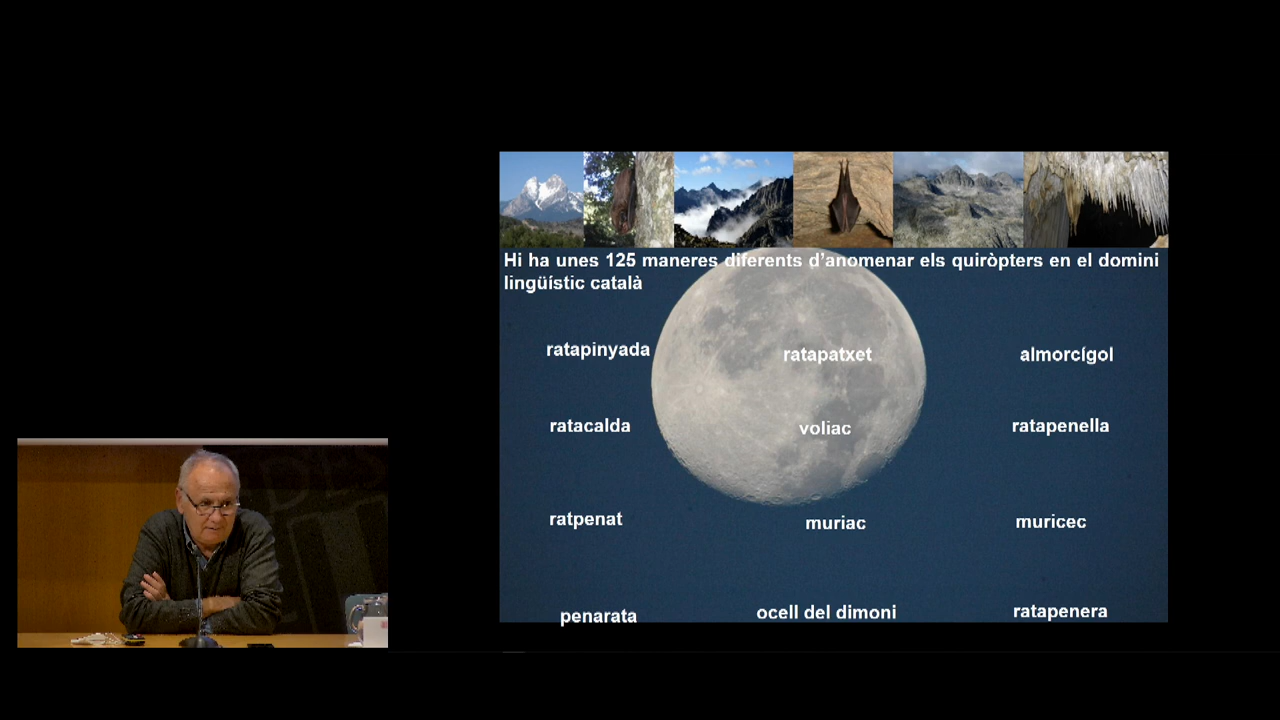 Hi ha unes 125 maneres diferents d'anomenar els quiròpters en el domini
lingüístic català
ratapinyada ratapatxet almorcígol
ratacalda voliac ratapenella
ratpenat muriac muricec
penarata ocell del dimoni ratapenera